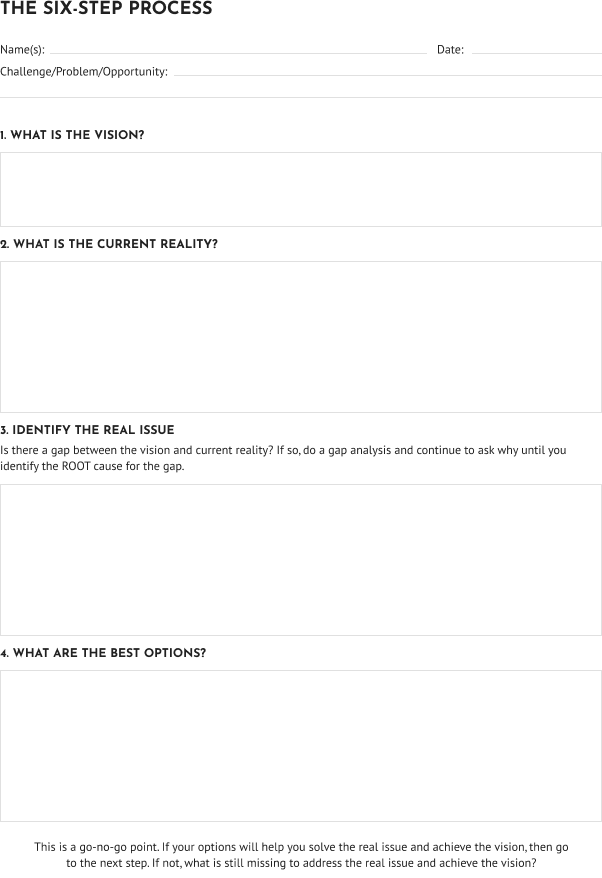 THE SIX-STEP PROCESS
Name(s): Date:
Challenge/Problem/Opportunity:
1. WHAT IS THE VISION?
2. WHAT IS THE CURRENT REALITY?
3. IDENTIFY THE REAL ISSUE
Is there a gap between the vision and current reality? If so, do a gap analysis and continue to ask why until you
identify the ROOT cause for the gap.
4. WHAT ARE THE BEST OPTIONS?
This is a go-no-go point. If your options will help you solve the real issue and achieve the vision, then go
to the next step. If not, what is still missing to address the real issue and achieve the vision?